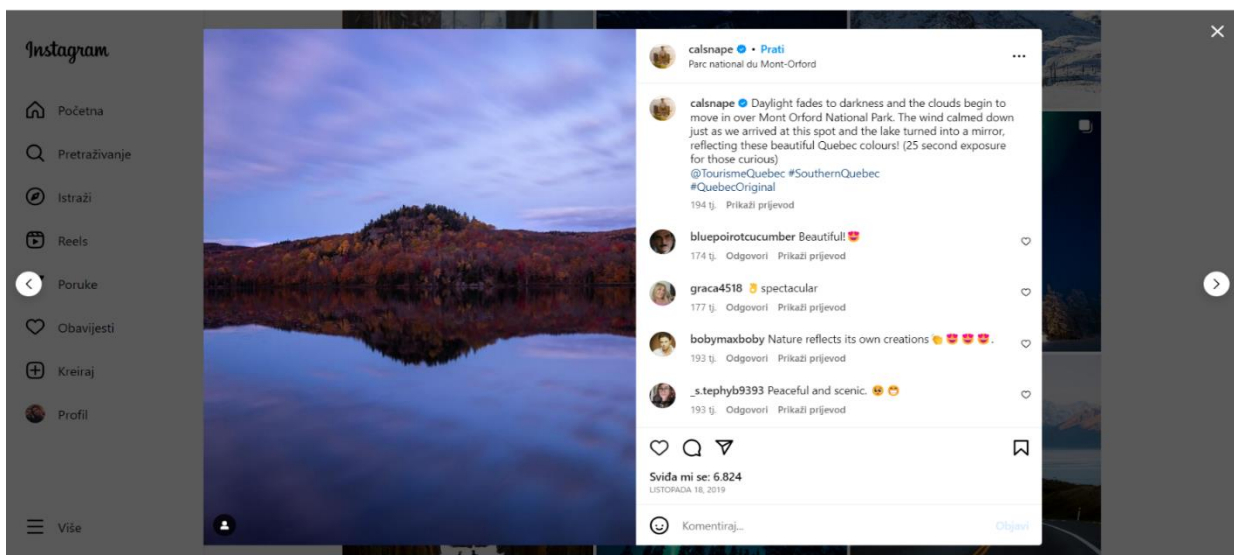 Instagram
Početna
Pretraživanje
Istraži
Reels
Poruke
Obavijesti
Kreiraj
Profil
Više
calsnape • Prati
Parc national du Mont-Orford
calsnape Daylight fades to darkness and the clouds begin to
move in over Mont Orford National Park. The wind calmed down
just as we arrived at this spot and the lake turned into a mirror,
reflecting these beautiful Quebec colours! (25 second exposure
for those curious)
@TourismeQuebec #SouthernQuebec
#QuebecOriginal
194 tj. Prikaži prijevod
bluepoirotcucumber Beautiful! 😍
174 tj. Odgovori Prikaži prijevod
graca4518 👌 spectacular
177 tj. Odgovori Prikaži prijevod
bobymaxboby Nature reflects its own creations 👏 😍 😍 😍 .
193 tj. Odgovori Prikaži prijevod
_s.tephyb9393 Peaceful and scenic. 🥺 😁
193 tj. Odgovori Prikaži prijevod
Sviđa mi se: 6.824
LISTOPADA 18, 2019
Komentiraj...
Objavi